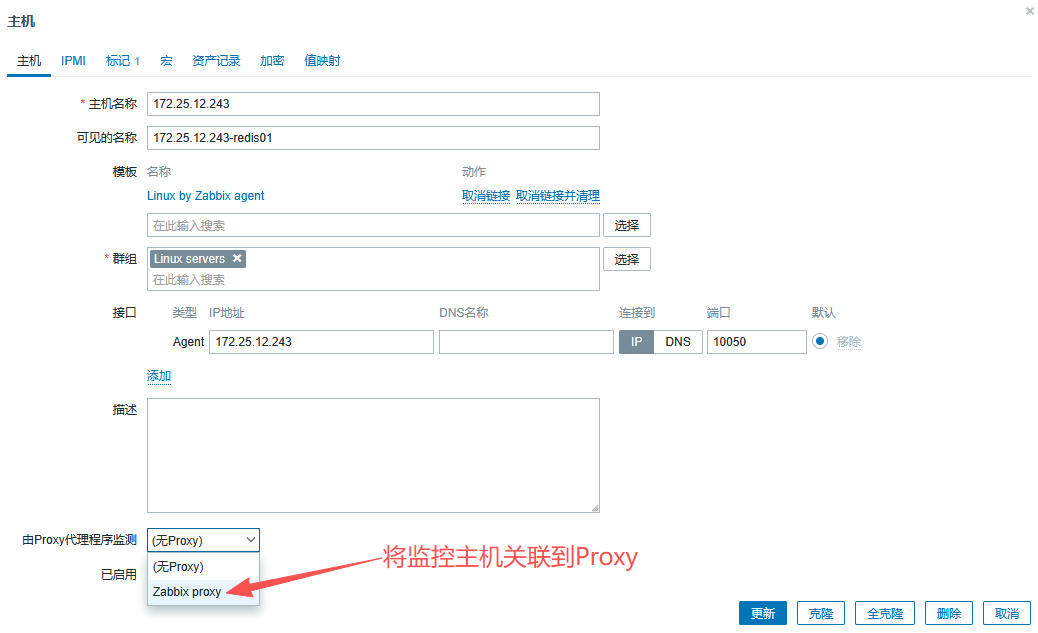 主机
主机 IPMI 标记 1 宏 资产记录 加密 值映射
* 主机名称 172.25.12.243
可见的名称 172.25.12.243-redis01
模板 名称 动作
Linux by Zabbix agent 取消链接 取消链接并清理
在此输入搜索 选择
* 群组 Linux servers 选择
在此输入搜索
接口 类型 IP地址 DNS名称 连接到 端口 默认
Agent 172.25.12.243 IP DNS 10050 移除
添加
描述
由Proxy代理程序监测 (无Proxy)
(无Proxy)
已启用
Zabbix proxy
将监控主机关联到Proxy
更新 克隆 全克隆 删除 取消